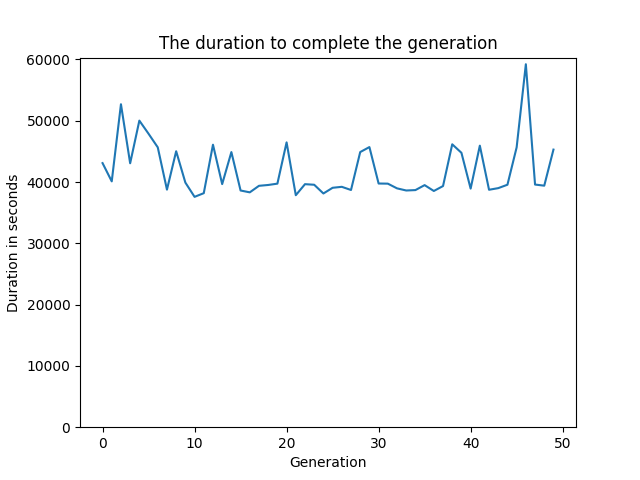 The duration to complete the generation
60000
50000
40000
30000
20000
10000
0
Duration in seconds
0 10 20 30 40 50
Generation